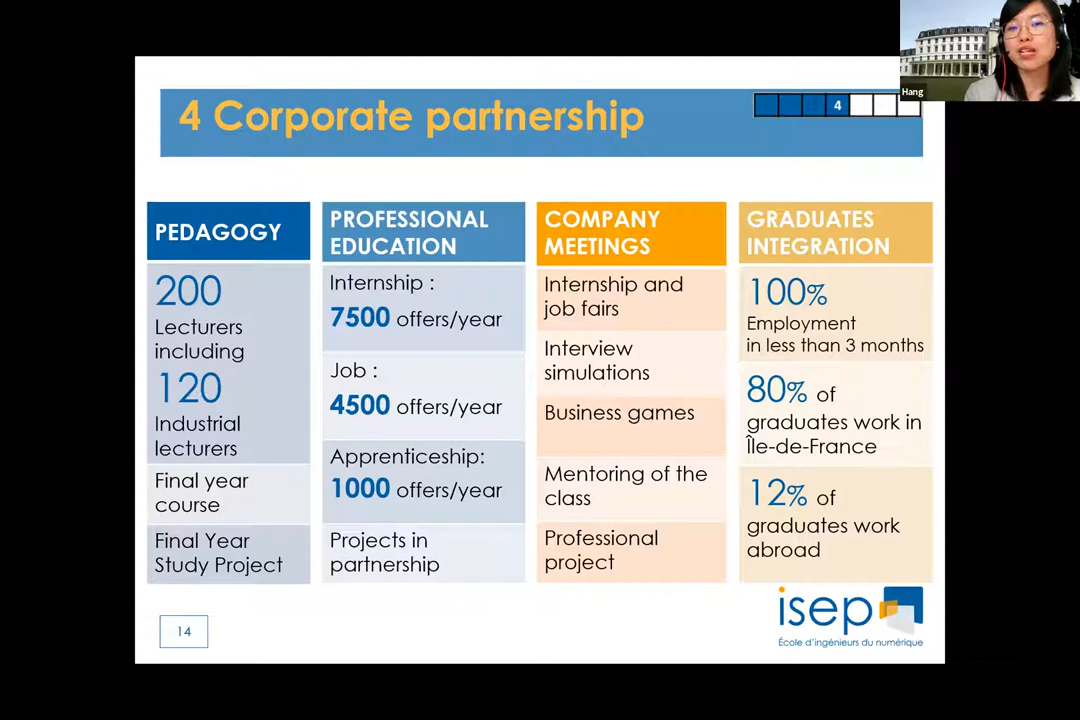 Hang
4 Corporate partnership
4
PEDAGOGY
200
Lecturers
including
120
Industrial
lecturers
Final year
course
Final Year
Study Project
PROFESSIONAL
EDUCATION
Internship :
7500 offers/year
Job :
4500 offers/year
Apprenticeship:
1000 offers/year
Projects in
partnership
COMPANY
MEETINGS
Internship and
job fairs
Interview
simulations
Business games
Mentoring of the
class
Professional
project
GRADUATES
INTEGRATION
100%
Employment
in less than 3 months
80% of
graduates work in
Île-de-France
12% of
graduates work
abroad
14
isep
École d'ingénieurs du numérique